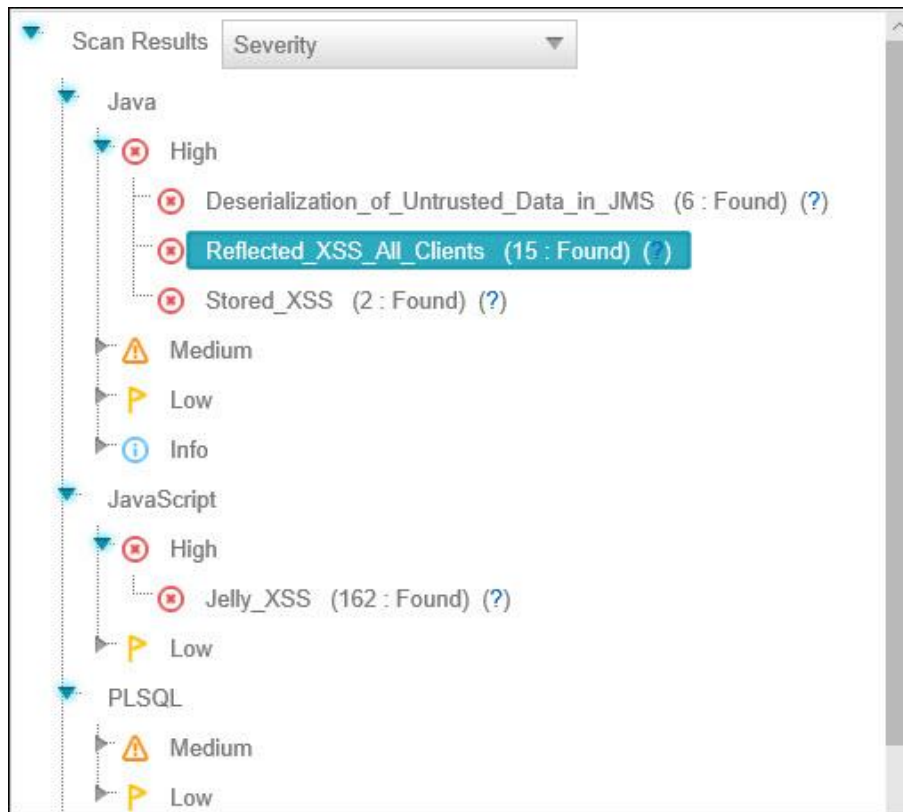 Scan Results Severity
Java
High
Deserialization_of_Untrusted_Data_in_JMS (6 : Found) (?)
Reflected_XSS_All_Clients (15 : Found) (?)
Stored_XSS (2 : Found) (?)
Medium
Low
Info
JavaScript
High
Jelly_XSS (162 : Found) (?)
Low
PLSQL
Medium
Low